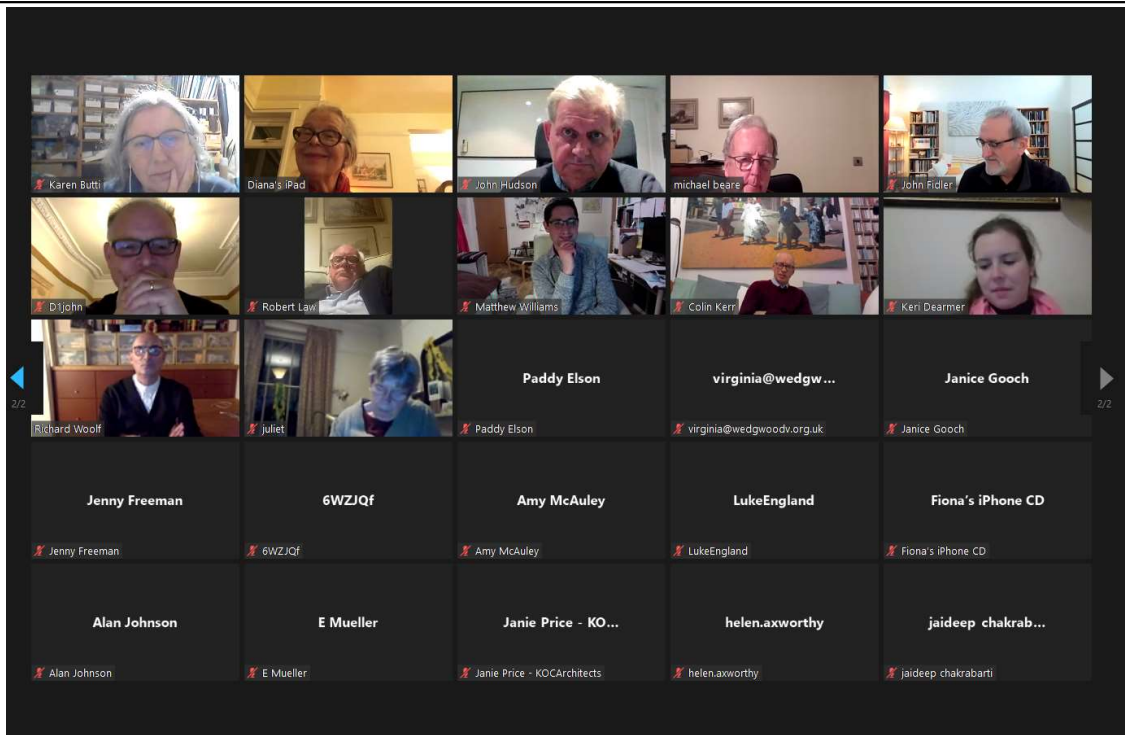 Karen Butti
Diana's iPad
John Hudson
michael beare
John Fidler
D1john
Robert Law
Matthew Williams
Colin Kerr
Keri Dearmer
2/2
Richard Woolf
juliet
Paddy Elson
Paddy Elson
virginia@wedgw...
virginia@wedgwoodv.org.uk
Janice Gooch
Janice Gooch
2/2
Jenny Freeman
Jenny Freeman
6WZJQf
6WZJQf
Amy McAuley
Amy McAuley
LukeEngland
LukeEngland
Fiona's iPhone CD
Fiona's iPhone CD
Alan Johnson
Alan Johnson
E Mueller
E Mueller
Janie Price - KO...
Janie Price - KOCArchitects
helen.axworthy
helen.axworthy
jaideep chakrab...
jaideep chakrabarti